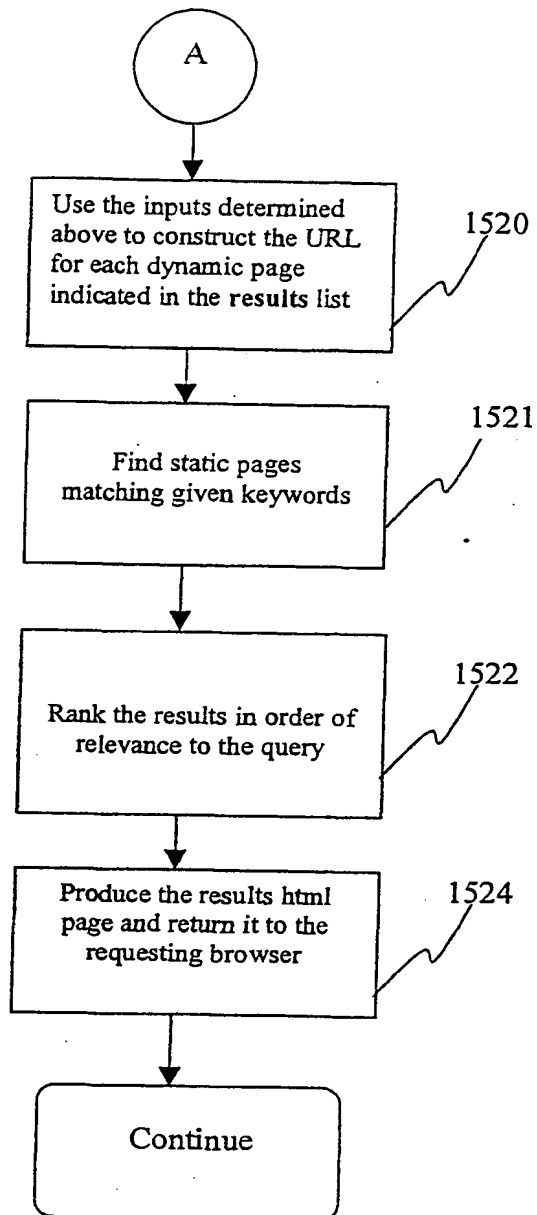 A
Use the inputs determined
above to construct the URL
for each dynamic page
indicated in the results list
1520
Find static pages
matching given keywords
1521
Rank the results in order of
relevance to the query
1522
Produce the results html
page and return it to the
requesting browser
1524
Continue